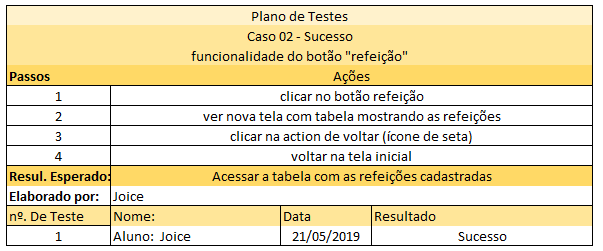 Plano de Testes
Caso 02 - Sucesso
funcionalidade do botão "refeição"
Passos Ações
1 clicar no botão refeição
2 ver nova tela com tabela mostrando as refeições
3 clicar na action de voltar (ícone de seta)
4 voltar na tela inicial
Resul. Esperado: Acessar a tabela com as refeições cadastradas
Elaborado por: Joice
nº. De Teste Nome: Data Resultado
1 Aluno: Joice 21/05/2019 Sucesso